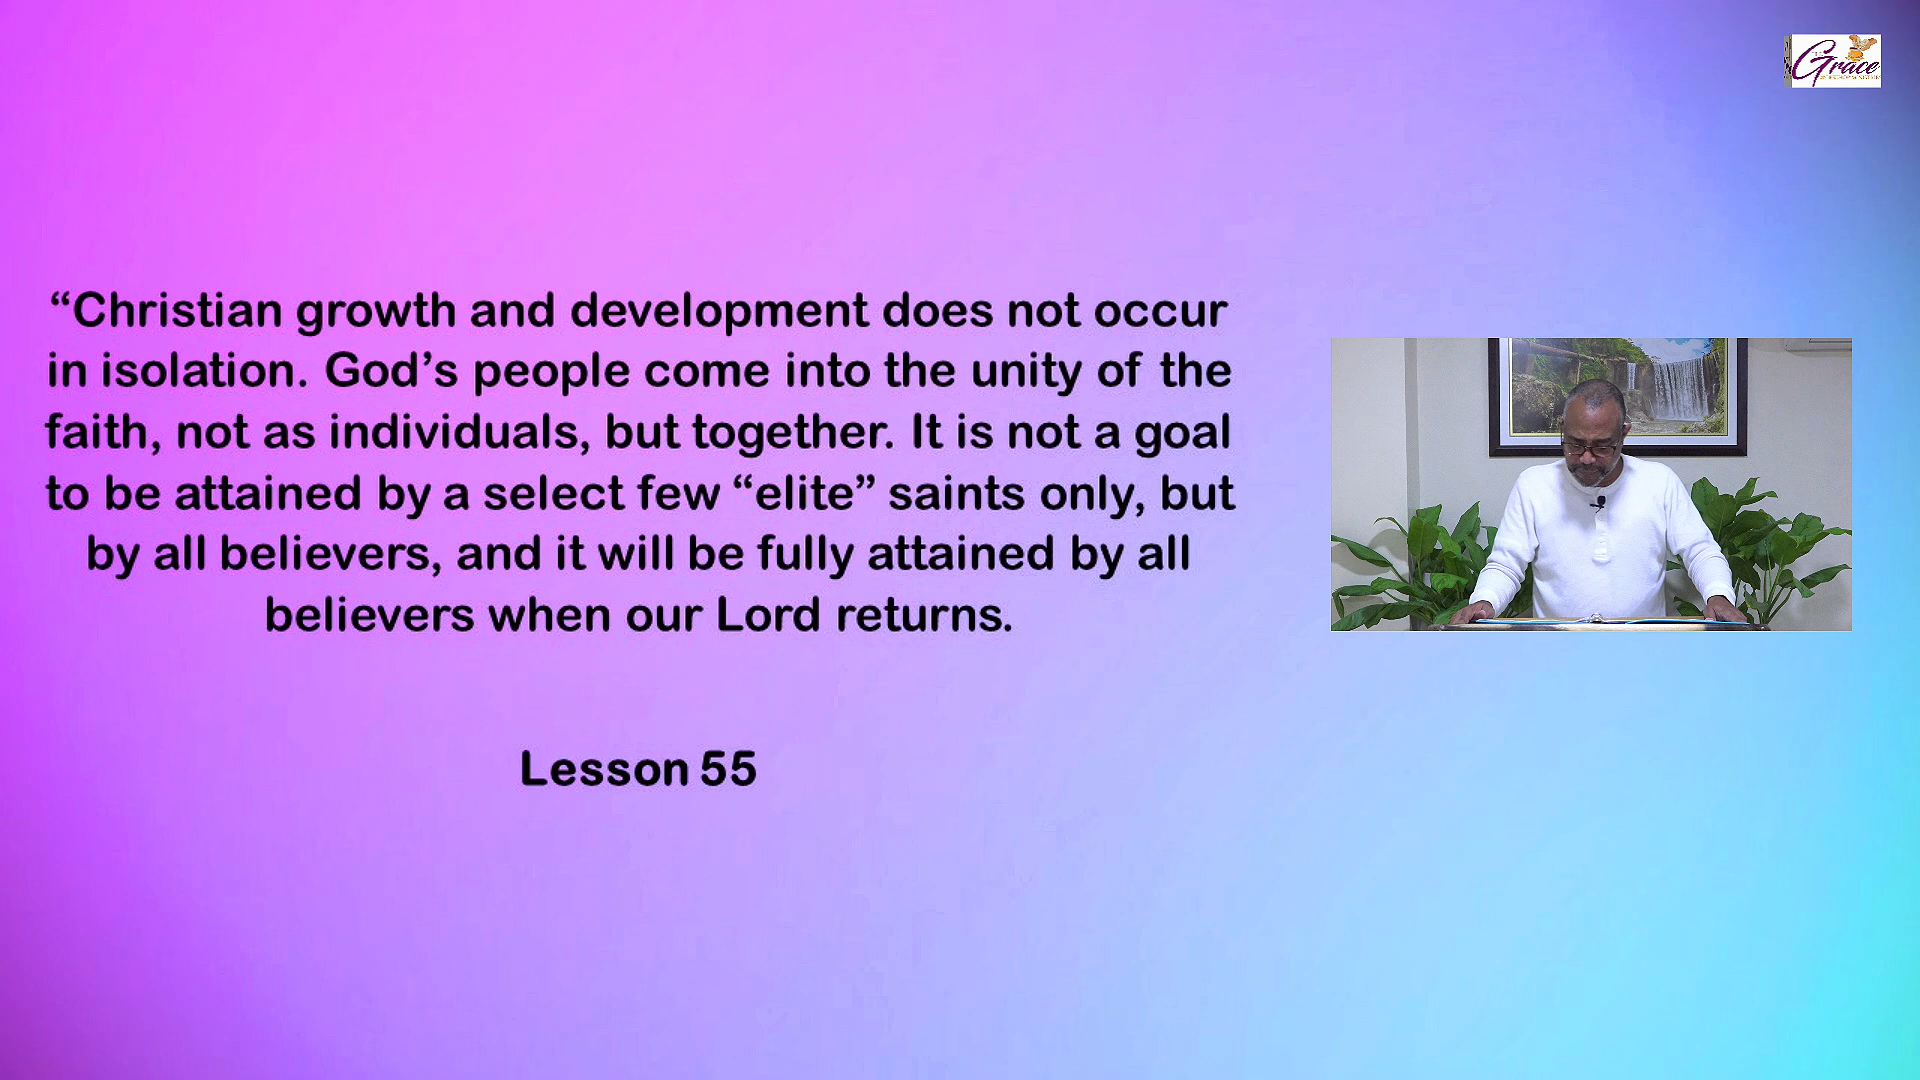 Grace
“Christian growth and development does not occur
in isolation. God’s people come into the unity of the
faith, not as individuals, but together. It is not a goal
to be attained by a select few “elite” saints only, but
by all believers, and it will be fully attained by all
believers when our Lord returns.
Lesson 55